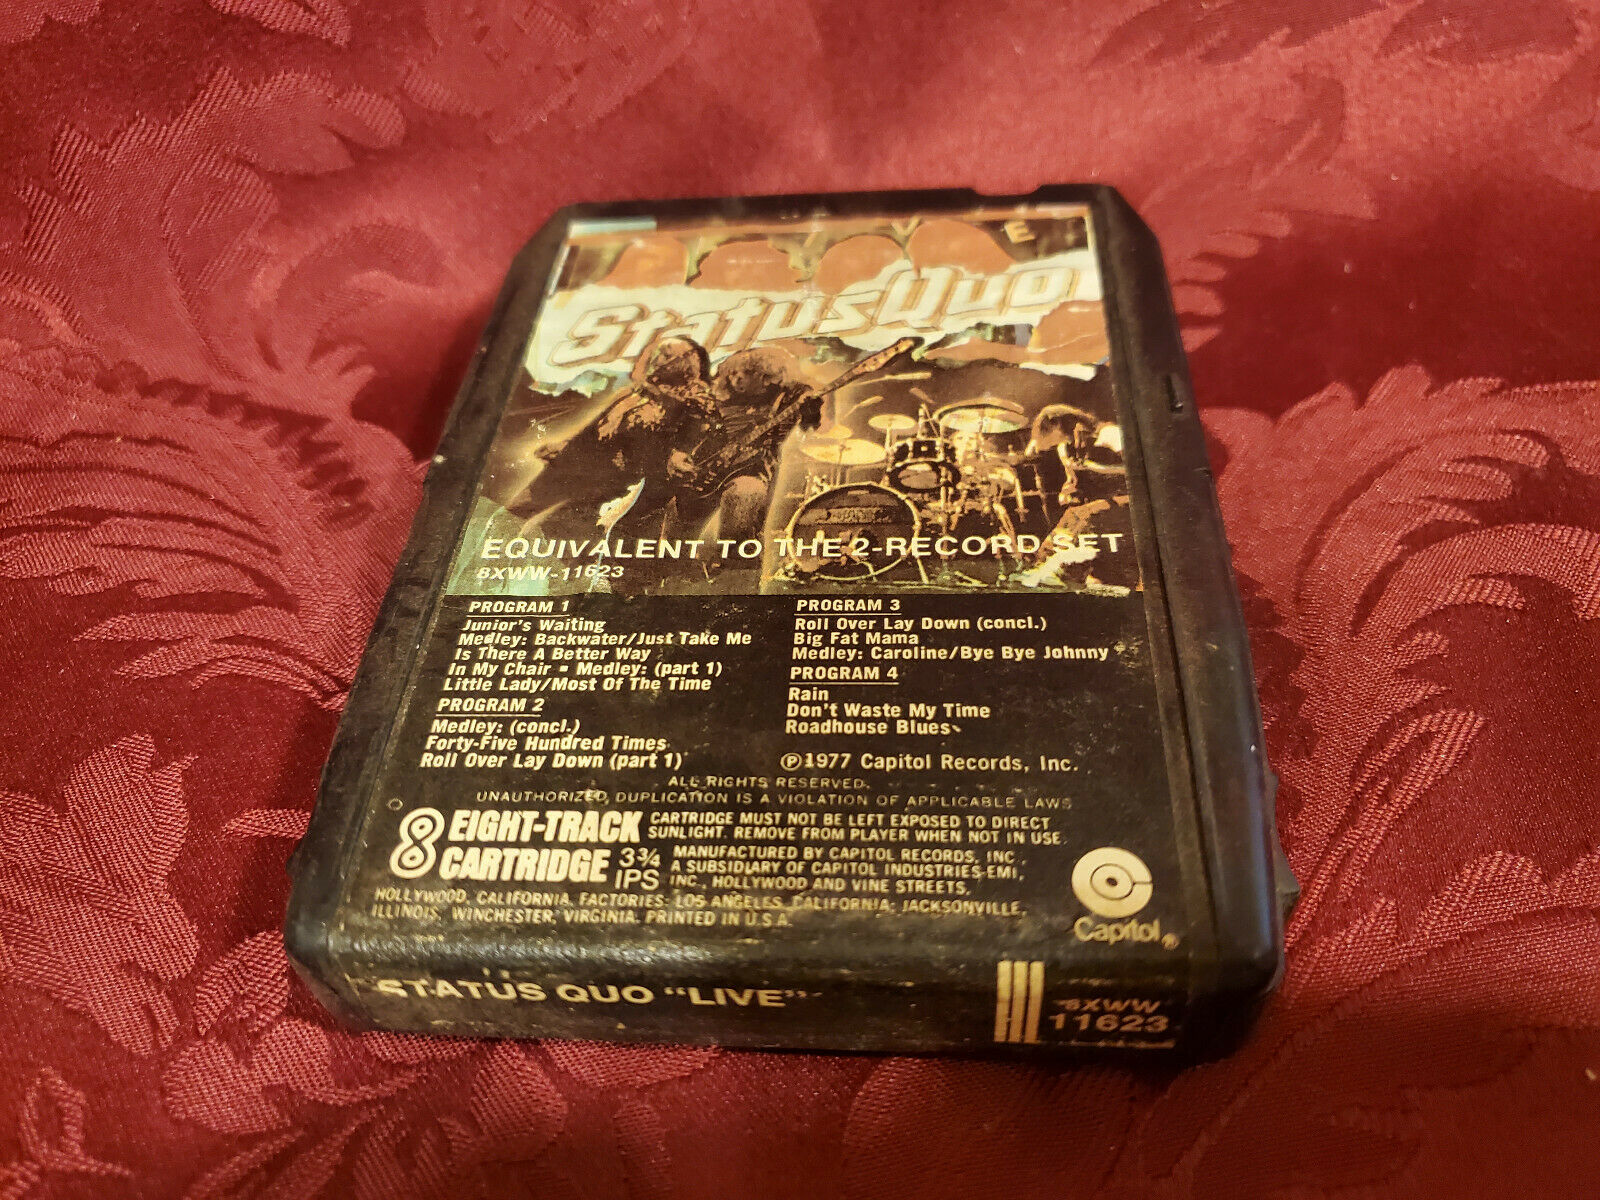 LIVE
Status Quo
EQUIVALENT TO THE 2-RECORD SET
8XWW-11623
PROGRAM 1
Junior's Waiting
Medley: Backwater/Just Take Me
Is There A Better Way
In My Chair - Medley: (part 1)
Little Lady/Most Of The Time
PROGRAM 2
Medley: (concl.)
Forty-Five Hundred Times
Roll Over Lay Down (part 1)
PROGRAM 3
Roll Over Lay Down (concl.)
Big Fat Mama
Medley: Caroline/Bye Bye Johnny
PROGRAM 4
Rain
Don't Waste My Time
Roadhouse Blues
Ⓟ1977 Capitol Records, Inc.
ALL RIGHTS RESERVED.
UNAUTHORIZED DUPLICATION IS A VIOLATION OF APPLICABLE LAWS
8 EIGHT-TRACK
CARTRIDGE 3¾ IPS
CARTRIDGE MUST NOT BE LEFT EXPOSED TO DIRECT
SUNLIGHT. REMOVE FROM PLAYER WHEN NOT IN USE.
MANUFACTURED BY CAPITOL RECORDS, INC.,
A SUBSIDIARY OF CAPITOL INDUSTRIES-EMI,
INC., HOLLYWOOD AND VINE STREETS,
HOLLYWOOD, CALIFORNIA. FACTORIES: LOS ANGELES, CALIFORNIA; JACKSONVILLE,
ILLINOIS; WINCHESTER, VIRGINIA. PRINTED IN U.S.A.
Capitol®
STATUS QUO "LIVE"
8XWW
11623